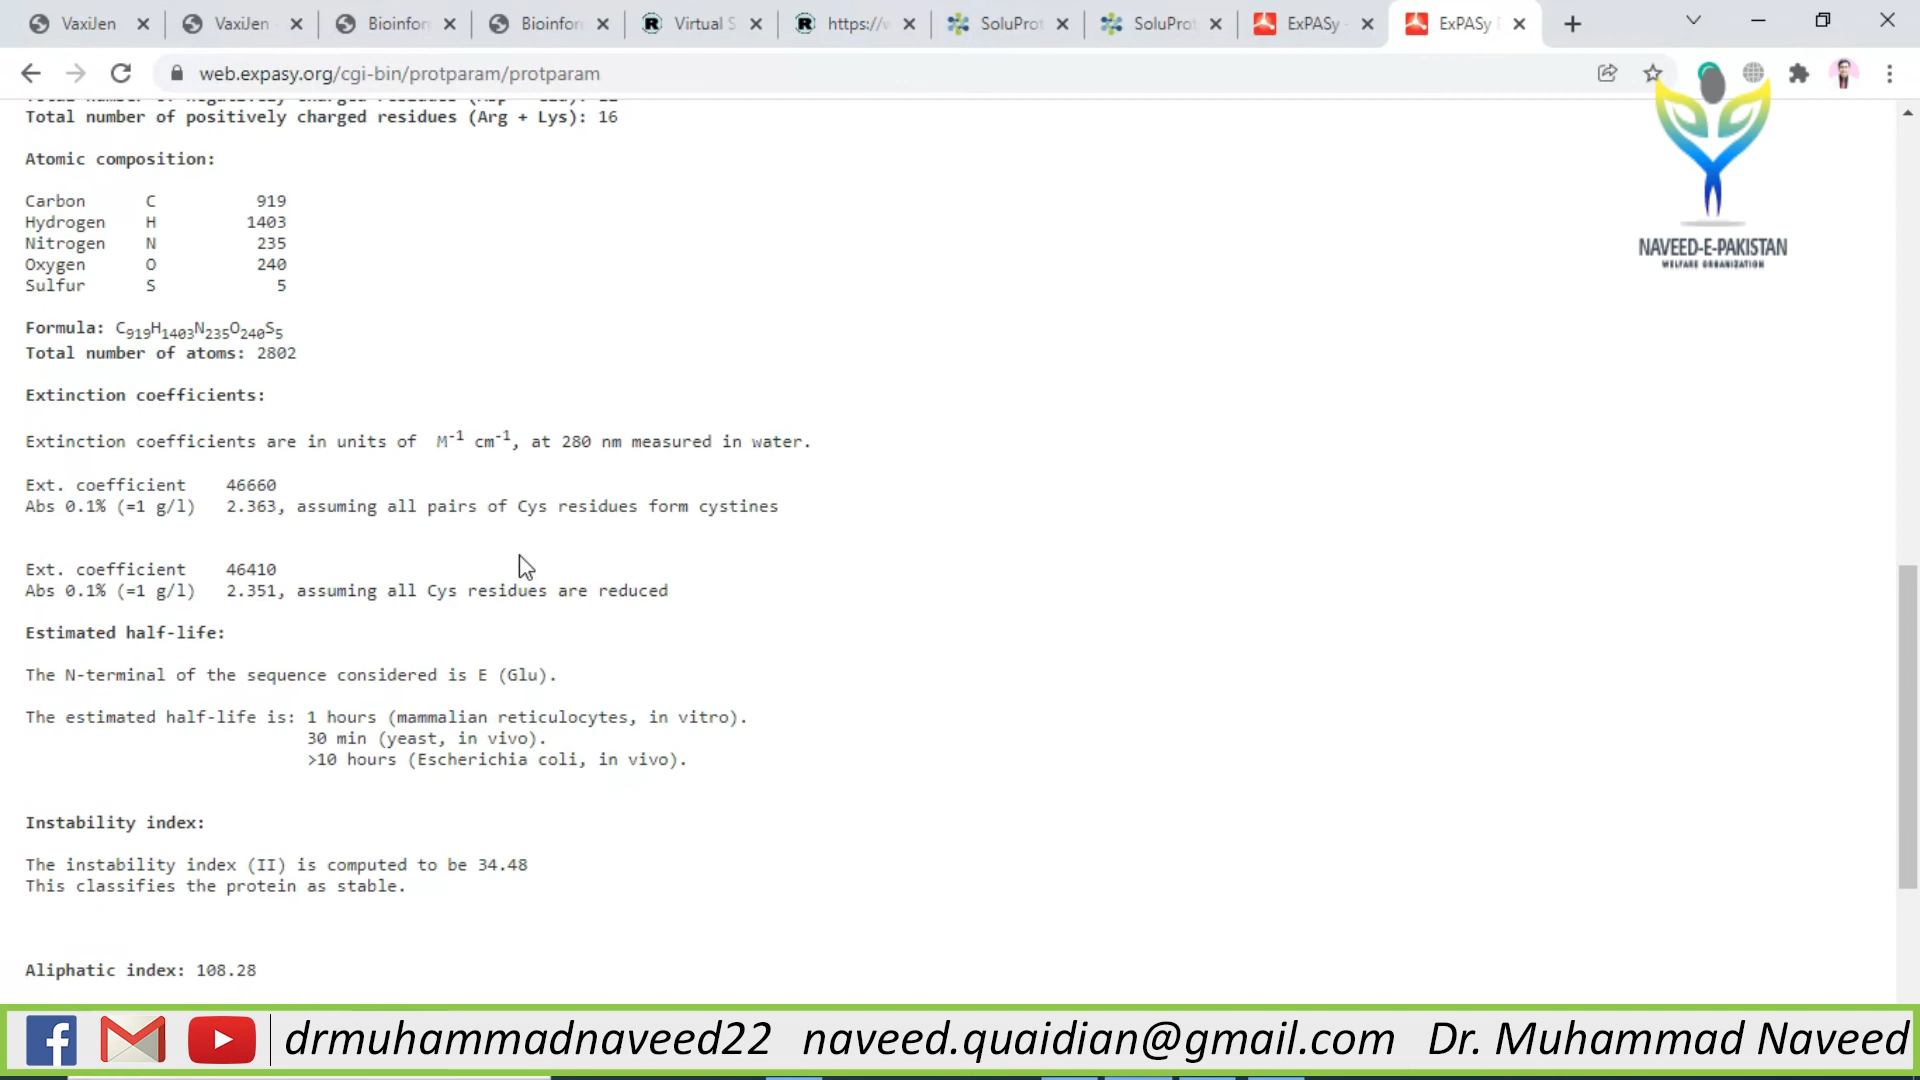 VaxiJen
VaxiJen
Bioinfor
Bioinfor
Virtual S
https://w
SoluProt
SoluProt
ExPASy -
ExPASy
web.expasy.org/cgi-bin/protparam/protparam
Total number of positively charged residues (Arg + Lys): 16
NAVEED-E-PAKISTAN
WELFARE ORGANIZATION
Atomic composition:
Carbon C 919
Hydrogen H 1403
Nitrogen N 235
Oxygen O 240
Sulfur S 5
Formula: C919H1403N235O240S5
Total number of atoms: 2802
Extinction coefficients:
Extinction coefficients are in units of M-1 cm-1, at 280 nm measured in water.
Ext. coefficient 46660
Abs 0.1% (=1 g/l) 2.363, assuming all pairs of Cys residues form cystines
Ext. coefficient 46410
Abs 0.1% (=1 g/l) 2.351, assuming all Cys residues are reduced
Estimated half-life:
The N-terminal of the sequence considered is E (Glu).
The estimated half-life is: 1 hours (mammalian reticulocytes, in vitro).
30 min (yeast, in vivo).
>10 hours (Escherichia coli, in vivo).
Instability index:
The instability index (II) is computed to be 34.48
This classifies the protein as stable.
Aliphatic index: 108.28
drmuhammadnaveed22 naveed.quaidian@gmail.com Dr. Muhammad Naveed